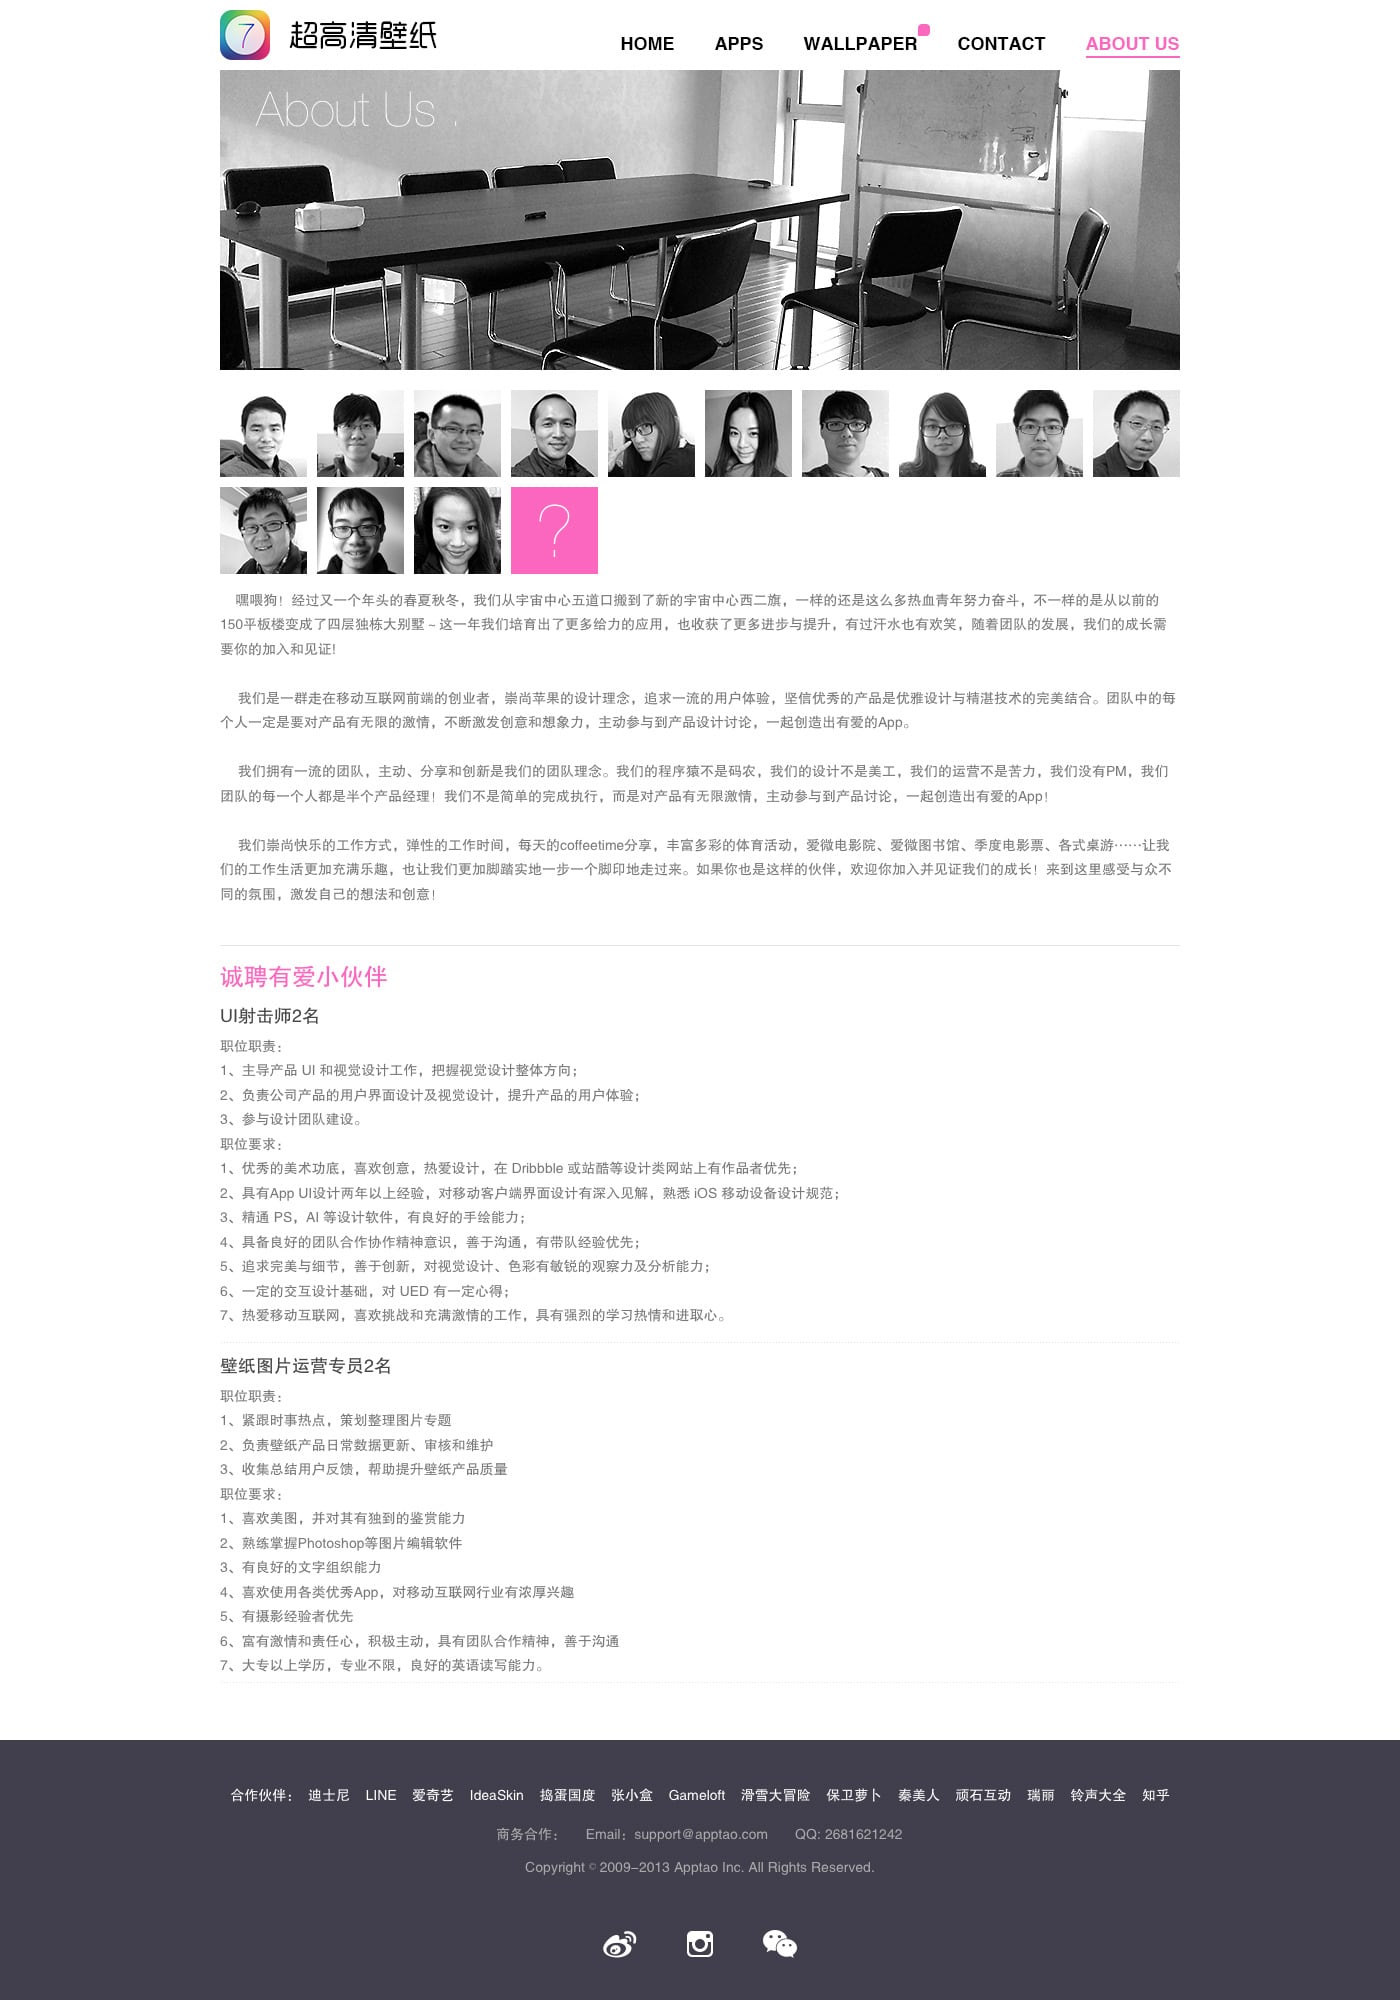 7 超高清壁纸
HOME APPS WALLPAPER CONTACT ABOUT US
About Us .
?
嘿喂狗！经过又一个年头的春夏秋冬，我们从宇宙中心五道口搬到了新的宇宙中心西二旗，一样的还是这么多热血青年努力奋斗，不一样的是从以前的
150平板楼变成了四层独栋大别墅 ~ 这一年我们培育出了更多给力的应用，也收获了更多进步与提升，有过汗水也有欢笑，随着团队的发展，我们的成长需
要你的加入和见证!
我们是一群走在移动互联网前端的创业者，崇尚苹果的设计理念，追求一流的用户体验，坚信优秀的产品是优雅设计与精湛技术的完美结合。团队中的每
个人一定是要对产品有无限的激情，不断激发创意和想象力，主动参与到产品设计讨论，一起创造出有爱的App。
我们拥有一流的团队，主动、分享和创新是我们的团队理念。我们的程序猿不是码农，我们的设计不是美工，我们的运营不是苦力，我们没有PM，我们
团队的每一个人都是半个产品经理！我们不是简单的完成执行，而是对产品有无限激情，主动参与到产品讨论，一起创造出有爱的App！
我们崇尚快乐的工作方式，弹性的工作时间，每天的coffeetime分享，丰富多彩的体育活动，爱微电影院、爱微图书馆、季度电影票、各式桌游……让我
们的工作生活更加充满乐趣，也让我们更加脚踏实地一步一个脚印地走过来。如果你也是这样的伙伴，欢迎你加入并见证我们的成长！来到这里感受与众不
同的氛围，激发自己的想法和创意！
诚聘有爱小伙伴
UI射击师2名
职位职责：
1、主导产品 UI 和视觉设计工作，把握视觉设计整体方向；
2、负责公司产品的用户界面设计及视觉设计，提升产品的用户体验；
3、参与设计团队建设。
职位要求：
1、优秀的美术功底，喜欢创意，热爱设计，在 Dribbble 或站酷等设计类网站上有作品者优先；
2、具有App UI设计两年以上经验，对移动客户端界面设计有深入见解，熟悉 iOS 移动设备设计规范；
3、精通 PS，AI 等设计软件，有良好的手绘能力；
4、具备良好的团队合作协作精神意识，善于沟通，有带队经验优先；
5、追求完美与细节，善于创新，对视觉设计、色彩有敏锐的观察力及分析能力；
6、一定的交互设计基础，对 UED 有一定心得；
7、热爱移动互联网，喜欢挑战和充满激情的工作，具有强烈的学习热情和进取心。
壁纸图片运营专员2名
职位职责：
1、紧跟时事热点，策划整理图片专题
2、负责壁纸产品日常数据更新、审核和维护
3、收集总结用户反馈，帮助提升壁纸产品质量
职位要求：
1、喜欢美图，并对其有独到的鉴赏能力
2、熟练掌握Photoshop等图片编辑软件
3、有良好的文字组织能力
4、喜欢使用各类优秀App，对移动互联网行业有浓厚兴趣
5、有摄影经验者优先
6、富有激情和责任心，积极主动，具有团队合作精神，善于沟通
7、大专以上学历，专业不限，良好的英语读写能力。
合作伙伴： 迪士尼 LINE 爱奇艺 IdeaSkin 捣蛋国度 张小盒 Gameloft 滑雪大冒险 保卫萝卜 秦美人 顽石互动 瑞丽 铃声大全 知乎
商务合作： Email：support@apptao.com QQ: 2681621242
Copyright © 2009-2013 Apptao Inc. All Rights Reserved.